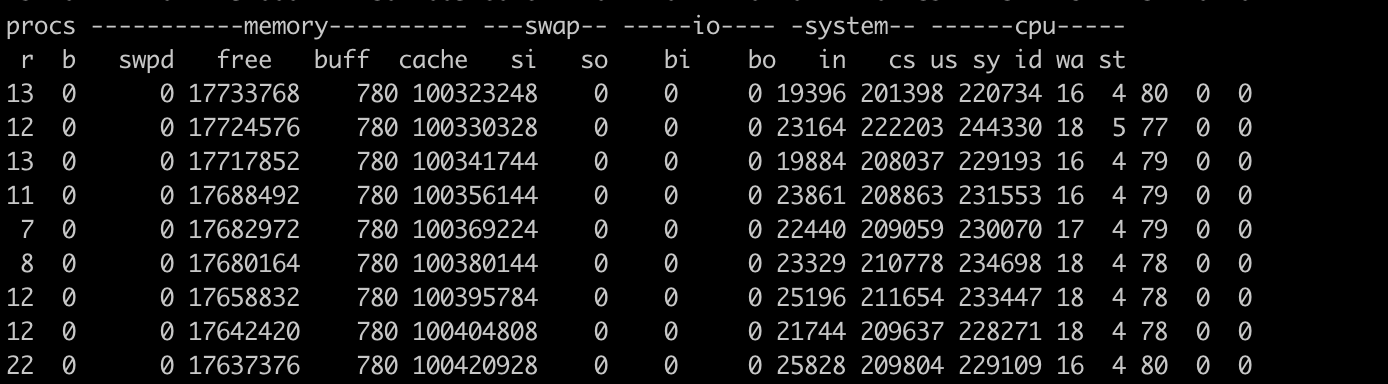 procs -----------memory---------- ---swap-- -----io---- -system-- ------cpu-----
 r  b   swpd   free   buff  cache   si   so    bi    bo   in   cs us sy id wa st
13  0      0 17733768    780 100323248    0    0     0 19396 201398 220734 16  4 80  0  0
12  0      0 17724576    780 100330328    0    0     0 23164 222203 244330 18  5 77  0  0
13  0      0 17717852    780 100341744    0    0     0 19884 208037 229193 16  4 79  0  0
11  0      0 17688492    780 100356144    0    0     0 23861 208863 231553 16  4 79  0  0
 7  0      0 17682972    780 100369224    0    0     0 22440 209059 230070 17  4 79  0  0
 8  0      0 17680164    780 100380144    0    0     0 23329 210778 234698 18  4 78  0  0
12  0      0 17658832    780 100395784    0    0     0 25196 211654 233447 18  4 78  0  0
12  0      0 17642420    780 100404808    0    0     0 21744 209637 228271 18  4 78  0  0
22  0      0 17637376    780 100420928    0    0     0 25828 209804 229109 16  4 80  0  0